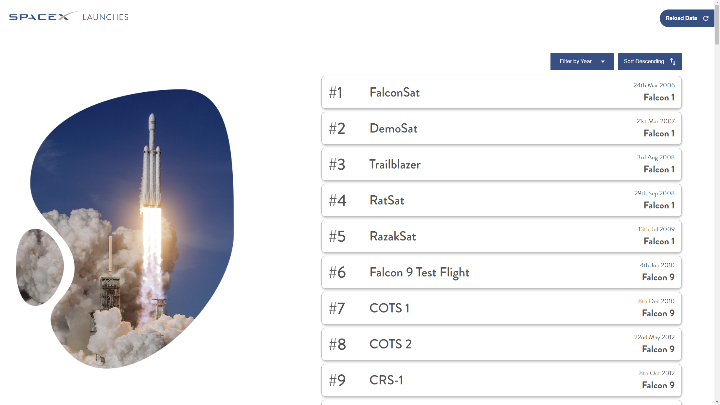 SPACEX LAUNCHES
Reload Data
Filter by Year
Sort Descending
#1 FalconSat 24th Mar 2006
Falcon 1
#2 DemoSat 21st Mar 2007
Falcon 1
#3 Trailblazer 3rd Aug 2008
Falcon 1
#4 RatSat 29th Sep 2008
Falcon 1
#5 RazakSat 13th Jul 2009
Falcon 1
#6 Falcon 9 Test Flight 4th Jun 2010
Falcon 9
#7 COTS 1 8th Dec 2010
Falcon 9
#8 COTS 2 22nd May 2012
Falcon 9
#9 CRS-1 8th Oct 2012
Falcon 9